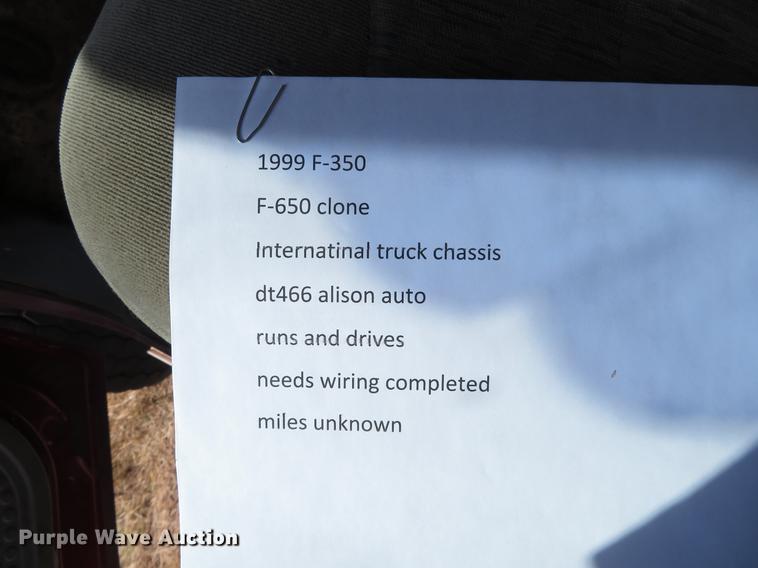 1999 F-350
F-650 clone
Internatinal truck chassis
dt466 alison auto
runs and drives
needs wiring completed
miles unknown
Purple Wave Auction